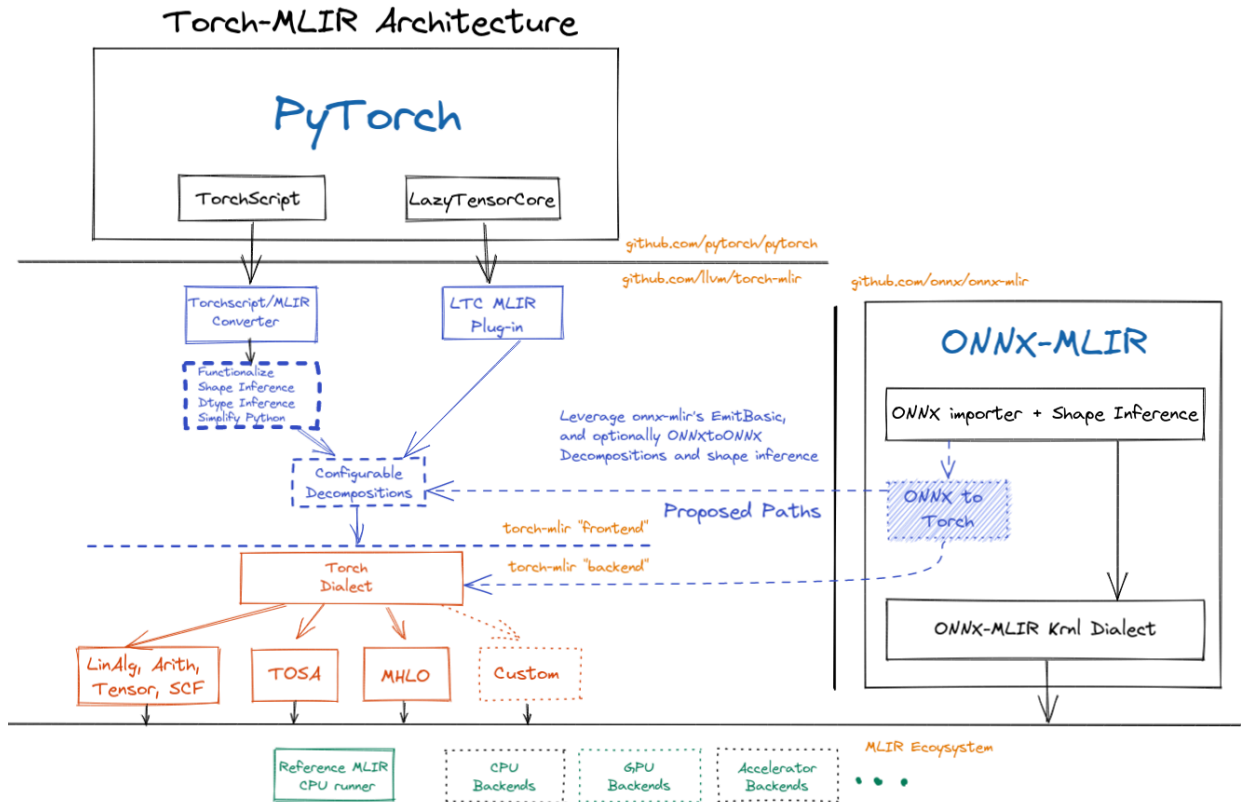 Torch-MLIR Architecture
PyTorch
TorchScript
LazyTensorCore
github.com/pytorch/pytorch
github.com/llvm/torch-mlir
github.com/onnx/onnx-mlir
Torchscript/MLIR
Converter
LTC MLIR
Plug-in
Functionalize
Shape Inference
Dtype Inference
Simplify Python
Configurable
Decompositions
Leverage onnx-mlir's EmitBasic,
and optionally ONNXtoONNX
Decompositions and shape inference
Proposed Paths
ONNX-MLIR
ONNX importer + Shape Inference
ONNX to
Torch
ONNX-MLIR Krnl Dialect
torch-mlir "frontend"
torch-mlir "backend"
Torch
Dialect
LinAlg, Arith,
Tensor, SCF
TOSA
MHLO
Custom
MLIR Ecoysystem
Reference MLIR
CPU runner
CPU
Backends
GPU
Backends
Accelerator
Backends